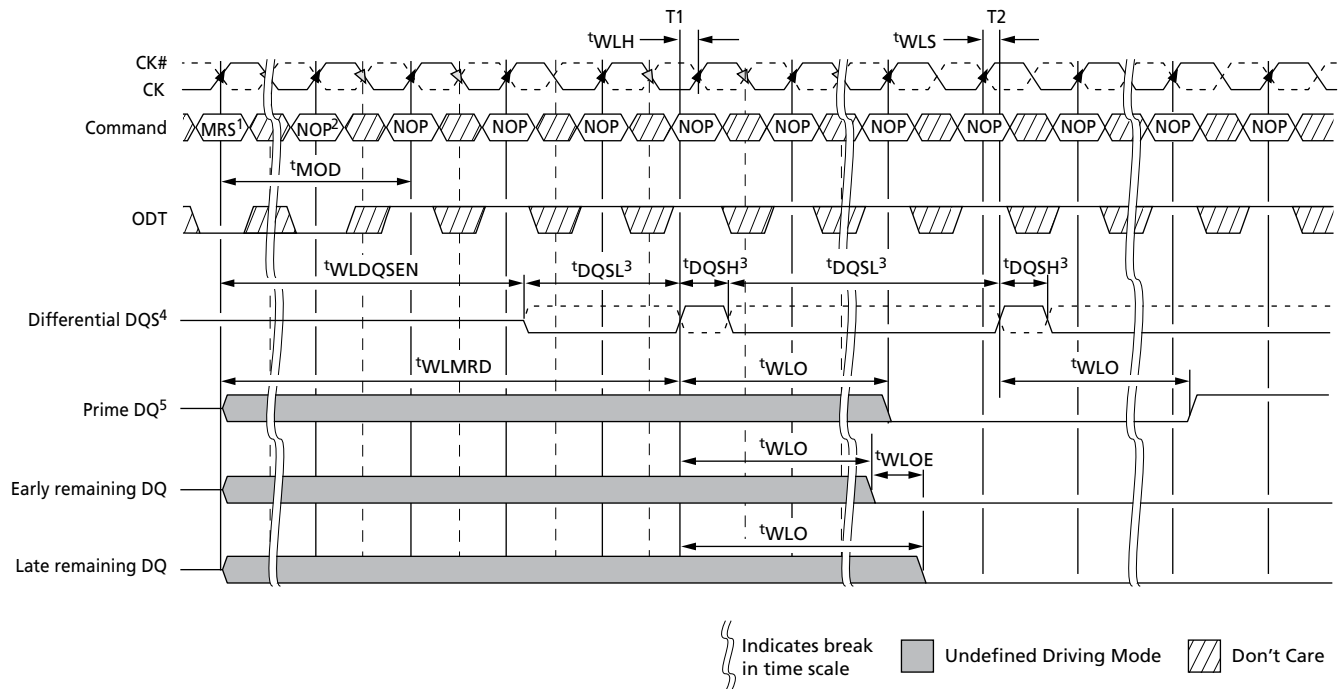 T1 T2
tWLH tWLS
CK#
CK
Command MRS1 NOP2 NOP NOP NOP NOP NOP NOP NOP NOP NOP NOP
tMOD
ODT
tWLDQSEN tDQSL3 tDQSH3 tDQSL3 tDQSH3
Differential DQS4
tWLMRD tWLO tWLO
Prime DQ5
tWLO tWLOE
Early remaining DQ
tWLO
Late remaining DQ
Indicates break
in time scale
Undefined Driving Mode
Don't Care